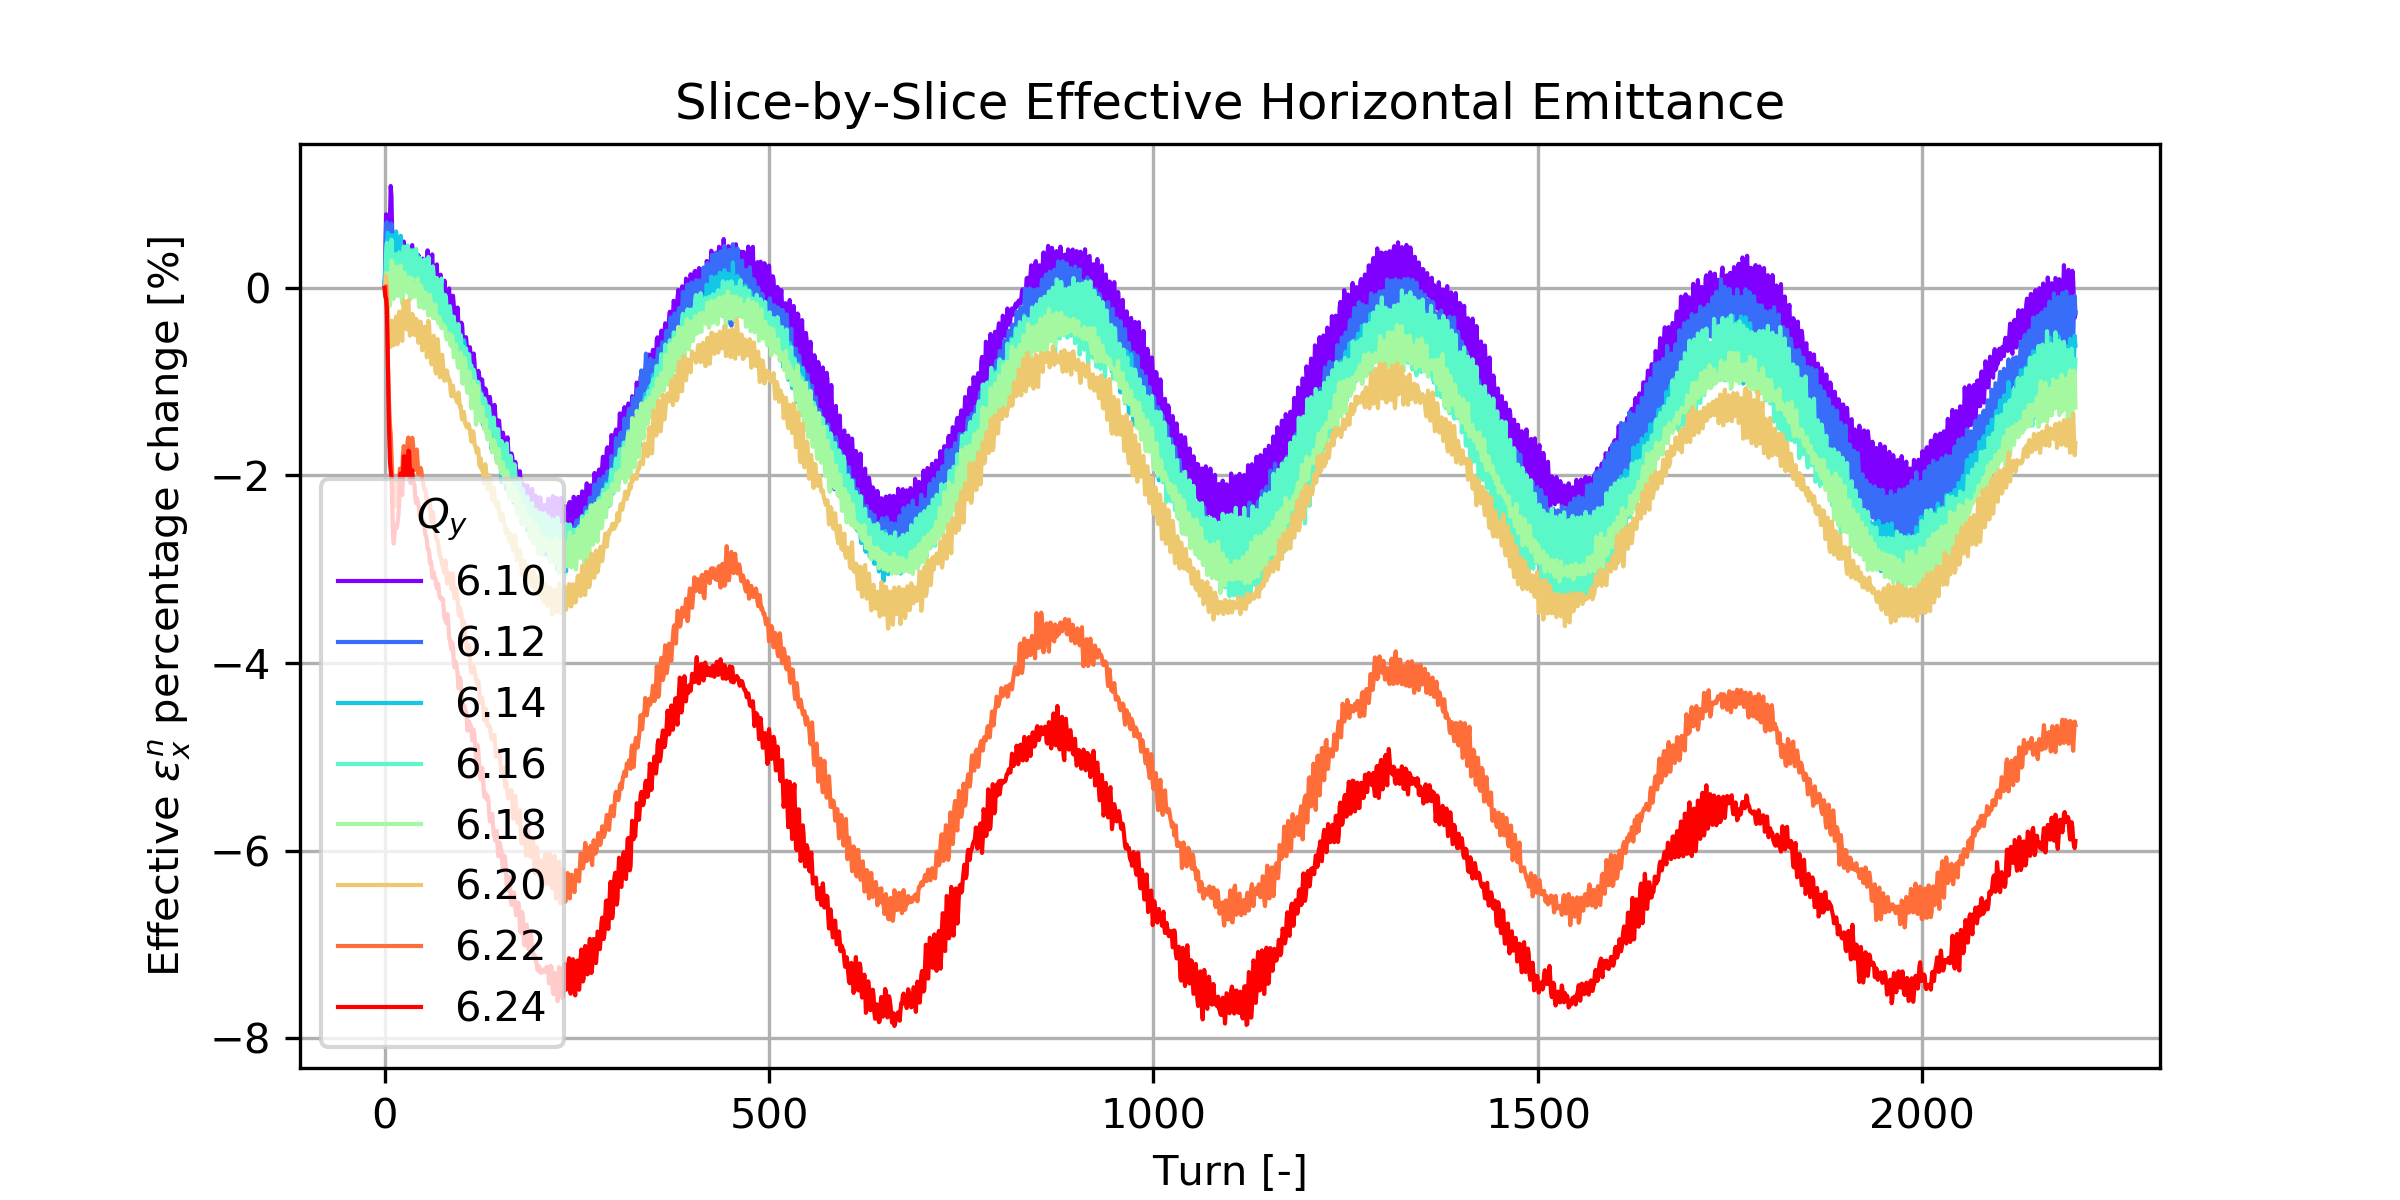 Slice-by-Slice Effective Horizontal Emittance
Effective εₓⁿ percentage change [%]
0
−2
−4
−6
−8
Q_y
6.10
6.12
6.14
6.16
6.18
6.20
6.22
6.24
0 500 1000 1500 2000
Turn [-]